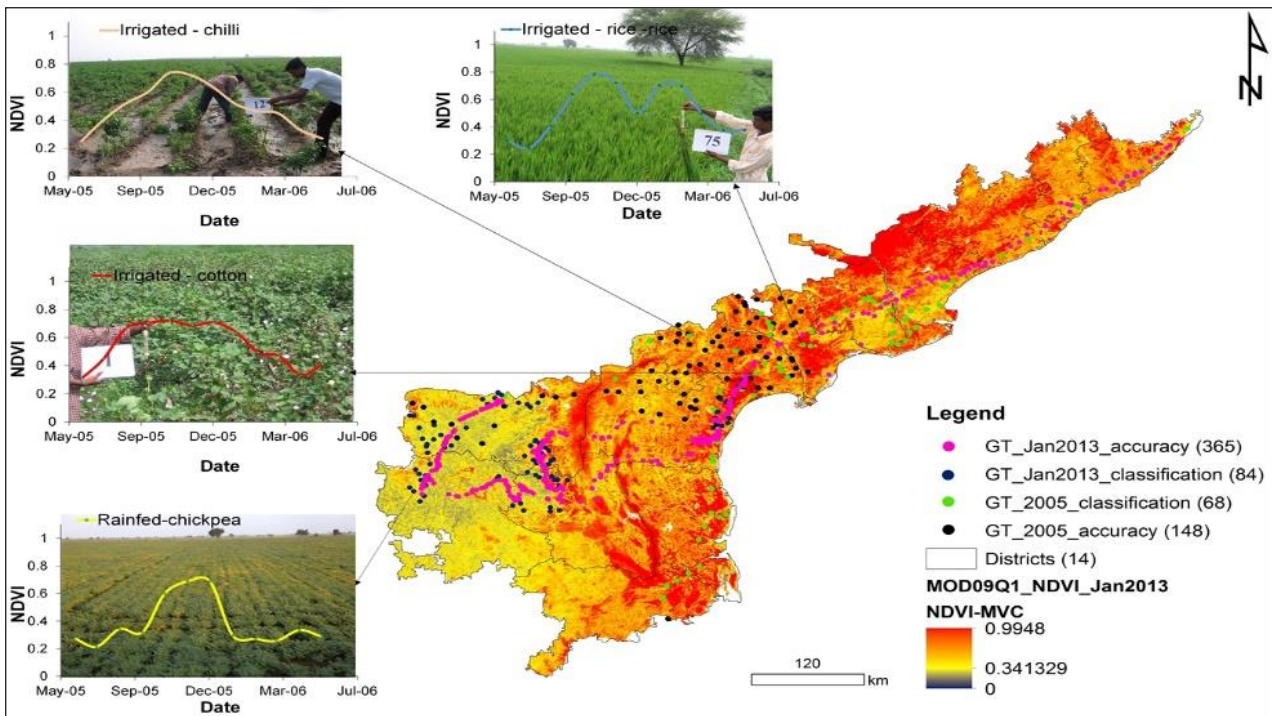 Irrigated - chilli
1
0.8
0.6
0.4
0.2
0
NDVI
12
May-05 Sep-05 Dec-05 Mar-06 Jul-06
Date
Irrigated - rice -rice
1
0.8
0.6
0.4
0.2
0
NDVI
75
May-05 Sep-05 Dec-05 Mar-06 Jul-06
Date
N
Irrigated - cotton
1
0.8
0.6
0.4
0.2
0
NDVI
May-05 Sep-05 Dec-05 Mar-06 Jul-06
Date
Rainfed-chickpea
1
0.8
0.6
0.4
0.2
0
NDVI
May-05 Sep-05 Dec-05 Mar-06 Jul-06
Date
120
km
Legend
GT_Jan2013_accuracy (365)
GT_Jan2013_classification (84)
GT_2005_classification (68)
GT_2005_accuracy (148)
Districts (14)
MOD09Q1_NDVI_Jan2013
NDVI-MVC
0.9948
0.341329
0